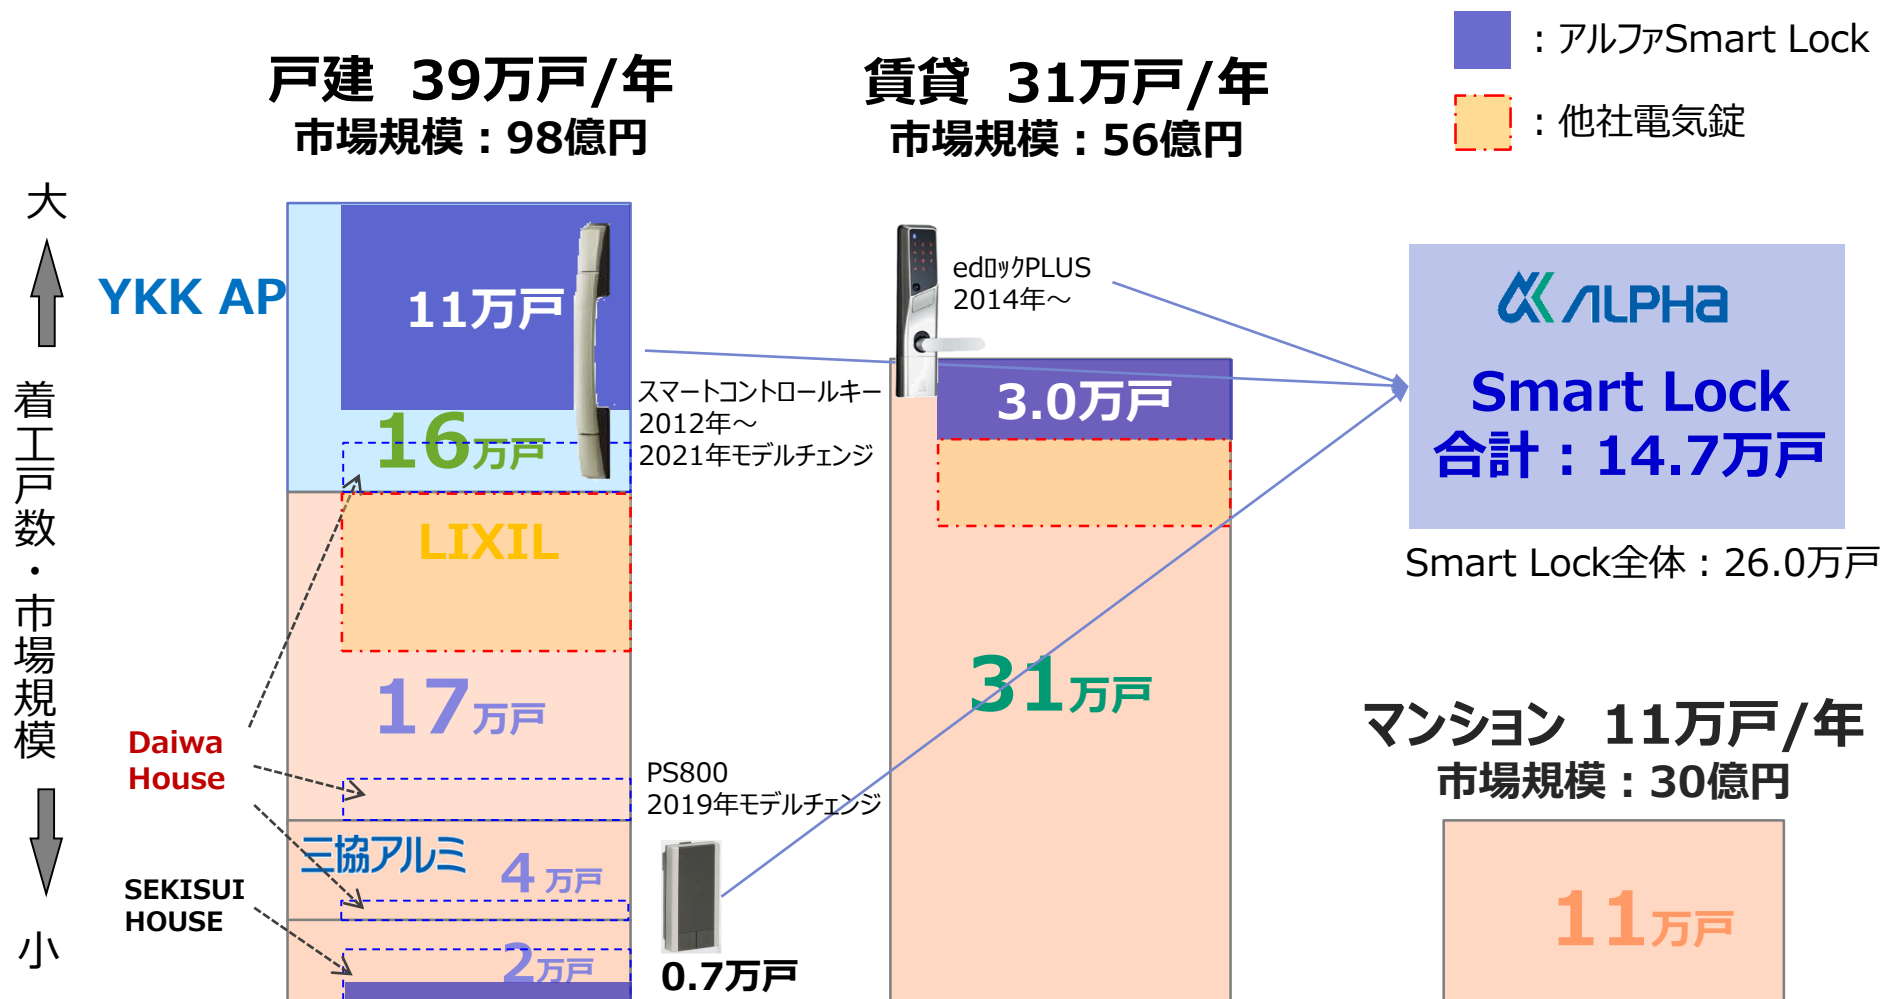 ：アルファSmart Lock
：他社電気錠
戸建 39万戸/年
市場規模：98億円
賃貸 31万戸/年
市場規模：56億円
大
着工戸数・市場規模
小
YKK AP
11万戸
16万戸
スマートコントロールキー
2012年～
2021年モデルチェンジ
LIXIL
17万戸
Daiwa
House
PS800
2019年モデルチェンジ
三協アルミ
4万戸
SEKISUI
HOUSE
2万戸
0.7万戸
edロックPLUS
2014年～
3.0万戸
31万戸
ALPHA
Smart Lock
合計：14.7万戸
Smart Lock全体：26.0万戸
マンション 11万戸/年
市場規模：30億円
11万戸